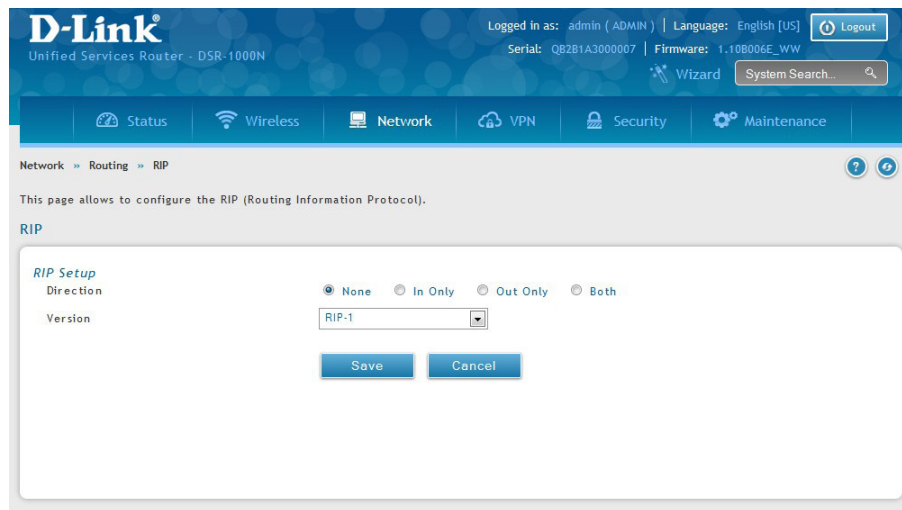 D-Link®
Unified Services Router - DSR-1000N
Logged in as: admin ( ADMIN ) | Language: English [US]
Logout
Serial: QB2B1A3000007 | Firmware: 1.10B006E_WW
Wizard
System Search...
Status
Wireless
Network
VPN
Security
Maintenance
Network » Routing » RIP
This page allows to configure the RIP (Routing Information Protocol).
RIP
RIP Setup
Direction
None
In Only
Out Only
Both
Version
RIP-1
Save
Cancel